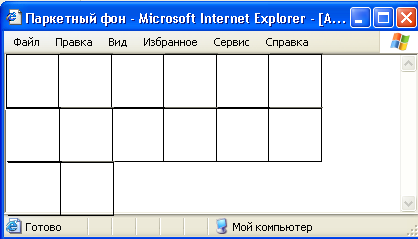 Паркетный фон - Microsoft Internet Explorer - [А...
Файл Правка Вид Избранное Сервис Справка
Готово Мой компьютер